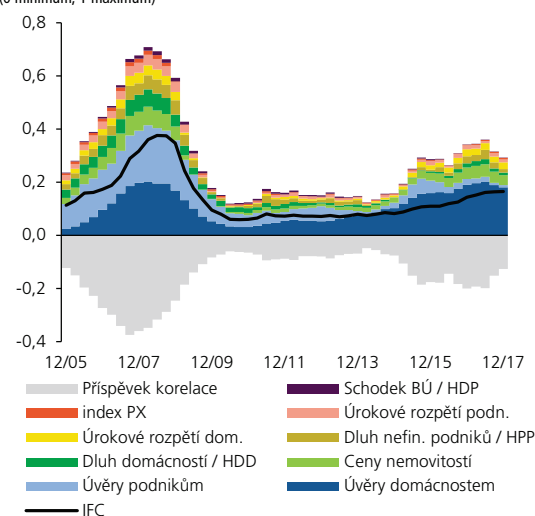 (0 minimum; 1 maximum)
0,8
0,6
0,4
0,2
0,0
-0,2
-0,4
12/05 12/07 12/09 12/11 12/13 12/15 12/17
Příspěvek korelace Schodek BÚ / HDP
index PX Úrokové rozpětí podn.
Úrokové rozpětí dom. Dluh nefin. podniků / HPP
Dluh domácností / HDD Ceny nemovitostí
Úvěry podnikům Úvěry domácnostem
IFC